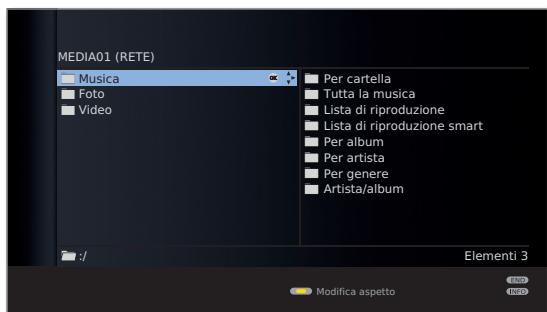 MEDIA01 (RETE)
Musica OK
Foto
Video
Per cartella
Tutta la musica
Lista di riproduzione
Lista di riproduzione smart
Per album
Per artista
Per genere
Artista/album
:/
Elementi 3
END
Modifica aspetto
INFO